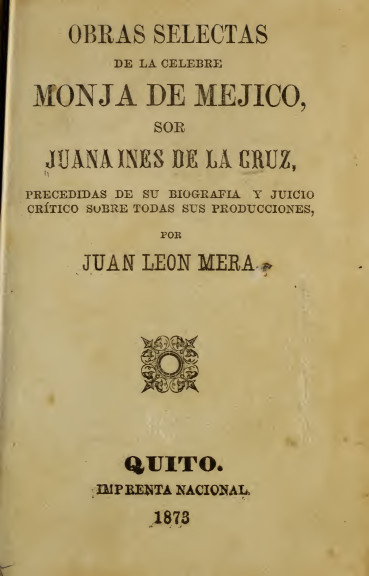 OBRAS SELECTAS
DE LA CELEBRE
MONJA DE MEJICO,
SOR
JUANA INES DE LA CRUZ,
PRECEDIDAS DE SU BIOGRAFIA Y JUICIO
CRÍTICO SOBRE TODAS SUS PRODUCCIONES,
POR
JUAN LEON MERA
QUITO.
IMPRENTA NACIONAL.
1873